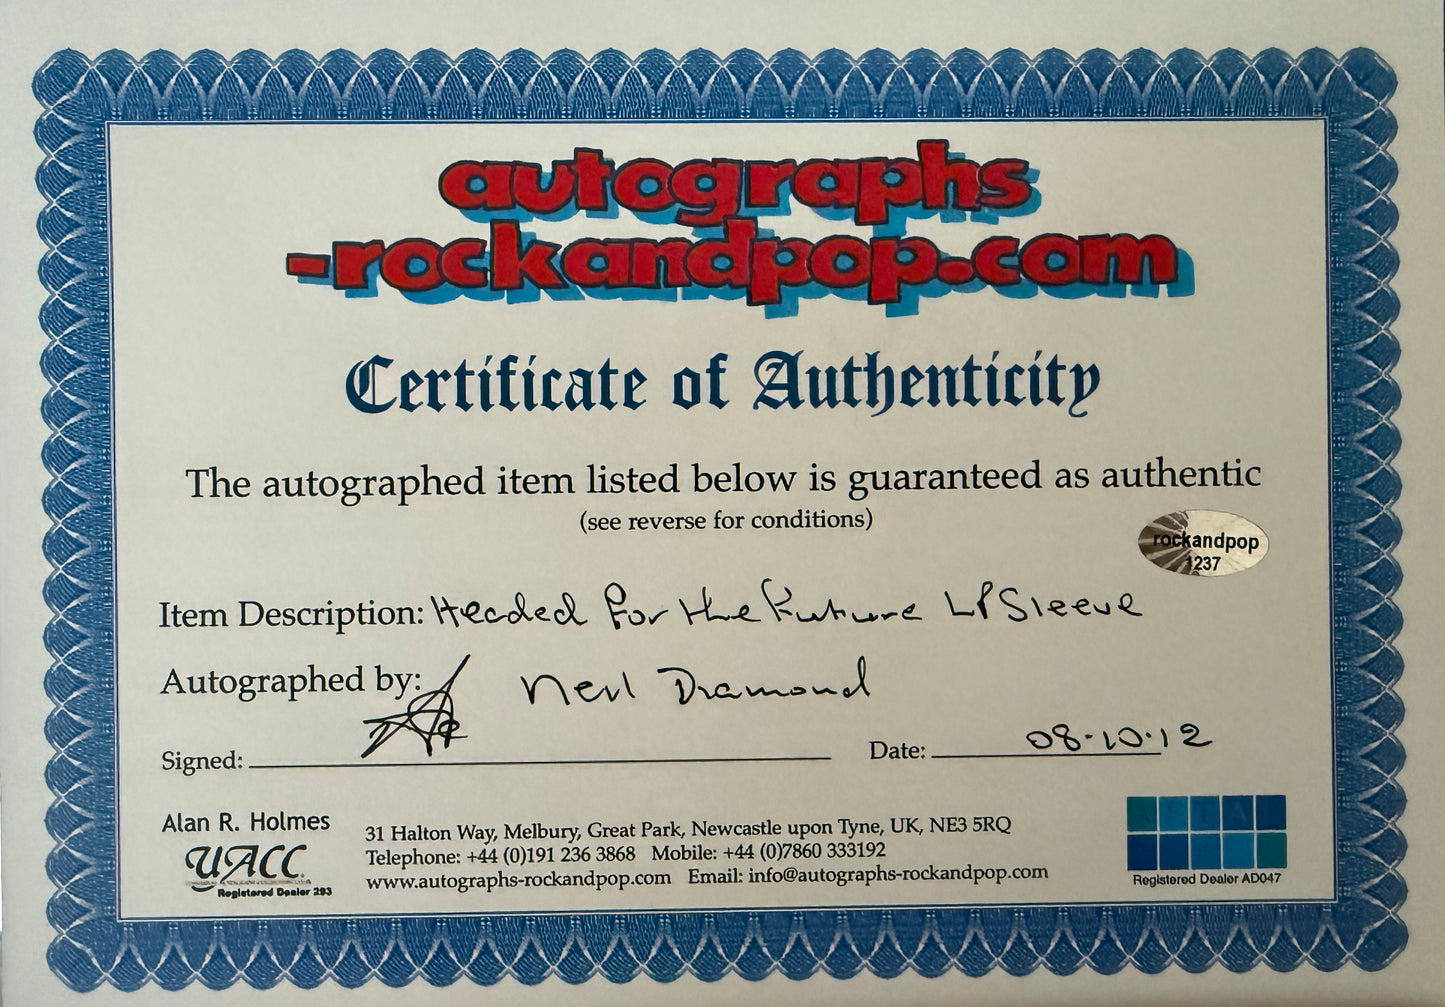 autographs
-rockandpop.com
Certificate of Authenticity
The autographed item listed below is guaranteed as authentic
(see reverse for conditions)
rockandpop
1237
Item Description: Headed for the Future LP Sleeve
Autographed by: Neil Diamond
Signed:
Date: 08.10.12
Alan R. Holmes
UACC
Registered Dealer 293
31 Halton Way, Melbury, Great Park, Newcastle upon Tyne, UK, NE3 5RQ
Telephone: +44 (0)191 236 3868 Mobile: +44 (0)7860 333192
www.autographs-rockandpop.com Email: info@autographs-rockandpop.com
AFTAL
Registered Dealer AD047